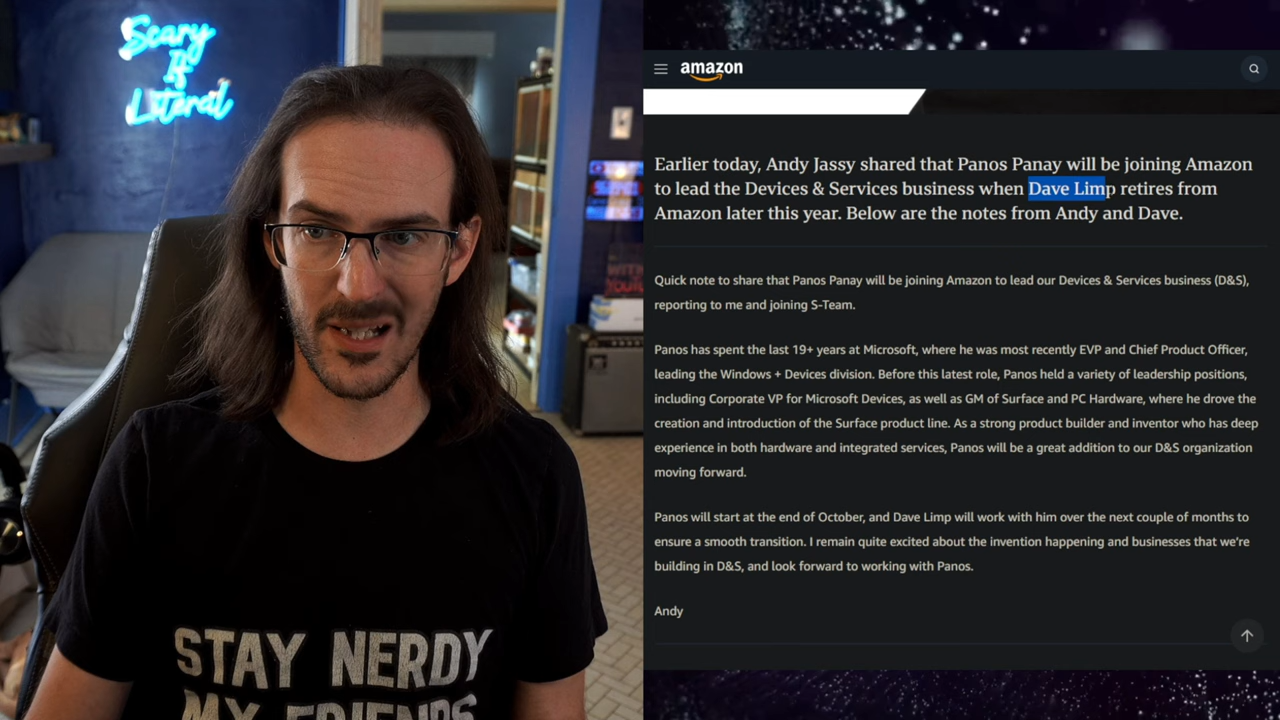 Scary
Is
Literal
STAY NERDY
MY FRIENDS
amazon
Earlier today, Andy Jassy shared that Panos Panay will be joining Amazon
to lead the Devices & Services business when Dave Limp retires from
Amazon later this year. Below are the notes from Andy and Dave.
Quick note to share that Panos Panay will be joining Amazon to lead our Devices & Services business (D&S),
reporting to me and joining S-Team.
Panos has spent the last 19+ years at Microsoft, where he was most recently EVP and Chief Product Officer,
leading the Windows + Devices division. Before this latest role, Panos held a variety of leadership positions,
including Corporate VP for Microsoft Devices, as well as GM of Surface and PC Hardware, where he drove the
creation and introduction of the Surface product line. As a strong product builder and inventor who has deep
experience in both hardware and integrated services, Panos will be a great addition to our D&S organization
moving forward.
Panos will start at the end of October, and Dave Limp will work with him over the next couple of months to
ensure a smooth transition. I remain quite excited about the invention happening and businesses that we're
building in D&S, and look forward to working with Panos.
Andy